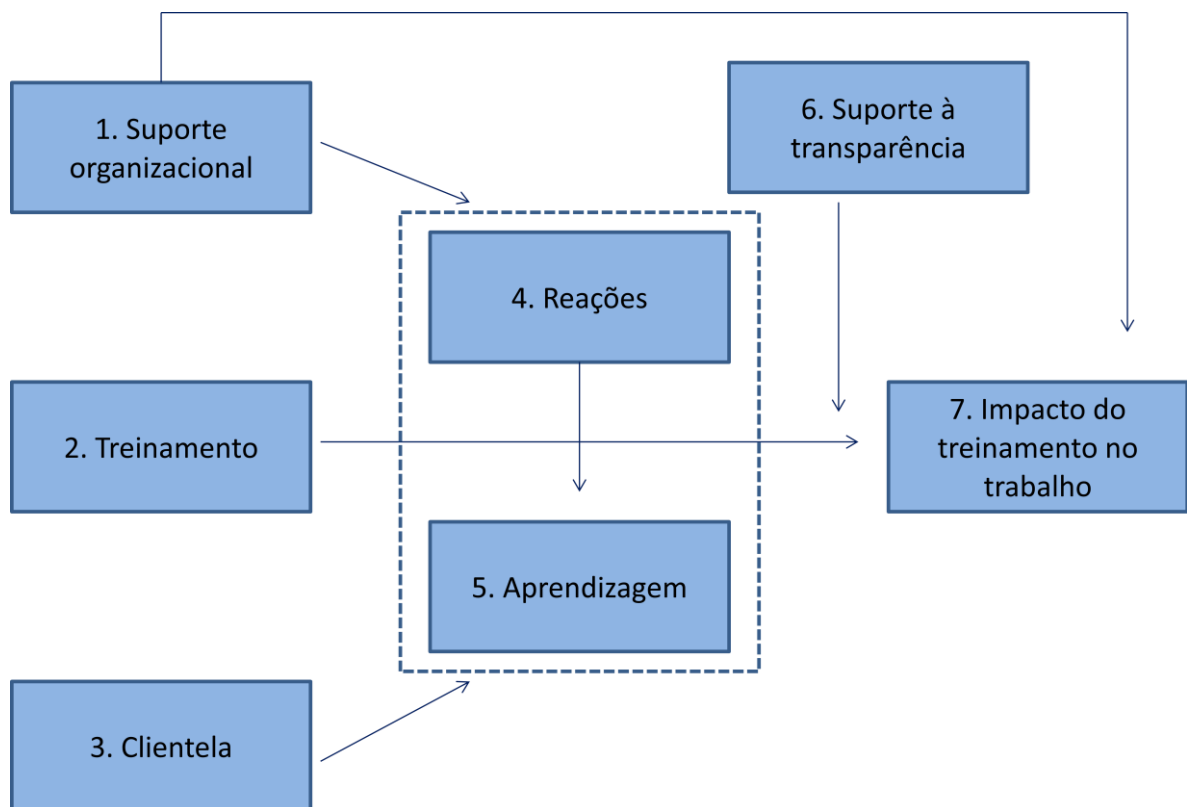 1. Suporte
organizacional
6. Suporte à
transparência
4. Reações
2. Treinamento
7. Impacto do
treinamento no
trabalho
5. Aprendizagem
3. Clientela